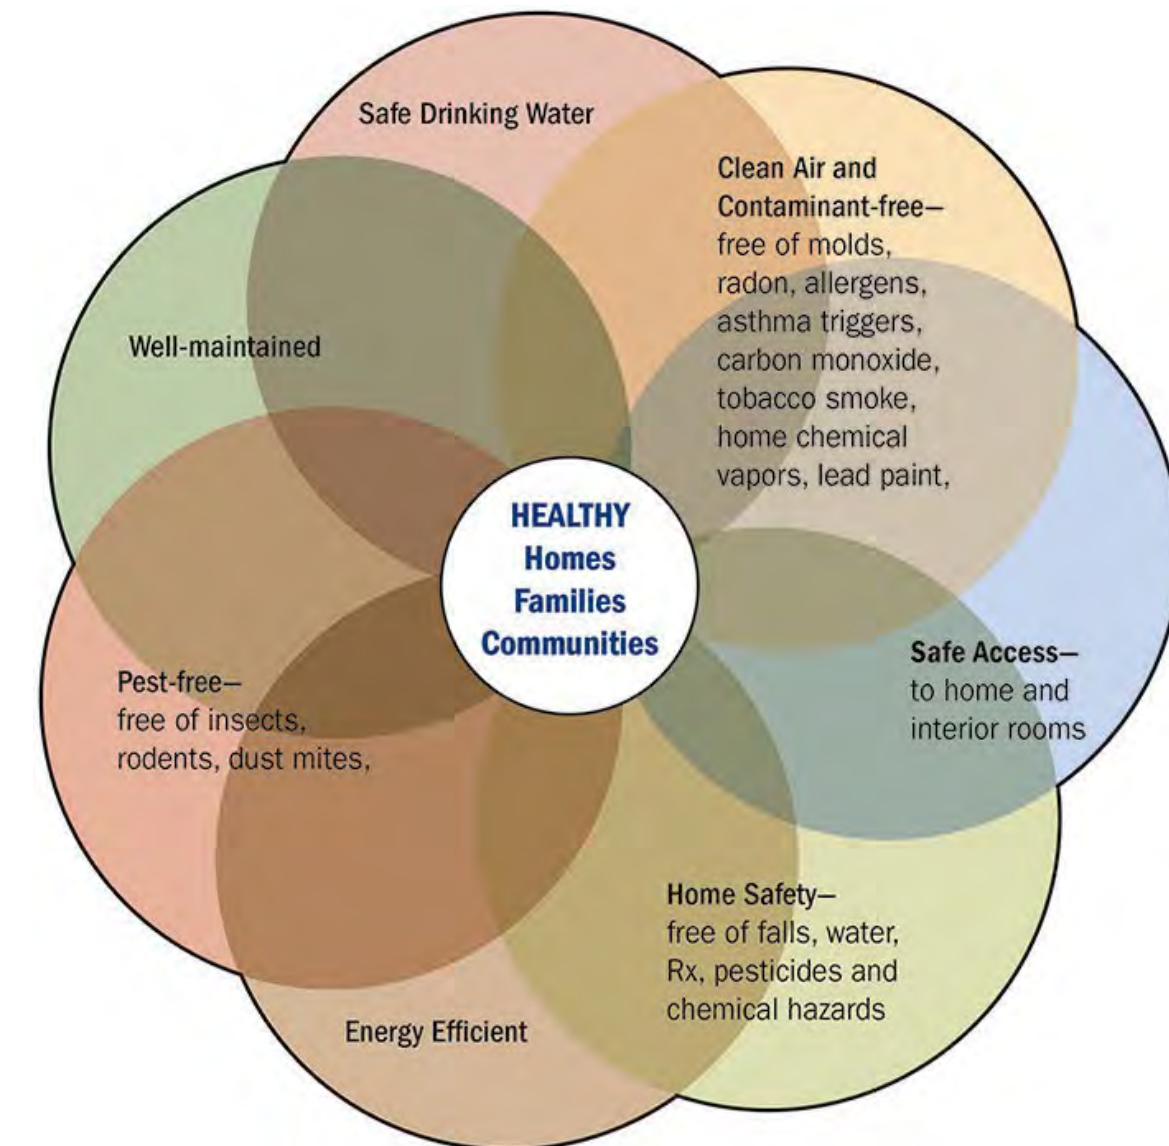 Safe Drinking Water
Clean Air and
Contaminant-free—
free of molds,
radon, allergens,
asthma triggers,
carbon monoxide,
tobacco smoke,
home chemical
vapors, lead paint,
Well-maintained
HEALTHY
Homes
Families
Communities
Safe Access—
to home and
interior rooms
Pest-free—
free of insects,
rodents, dust mites,
Home Safety—
free of falls, water,
Rx, pesticides and
chemical hazards
Energy Efficient